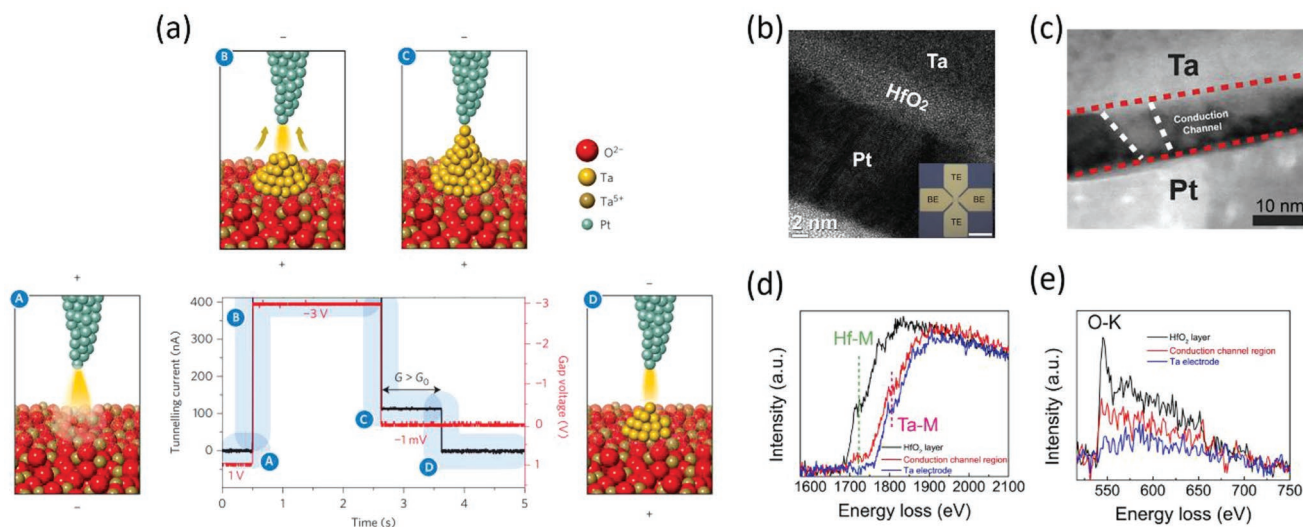 (a)
B
−
+
C
−
+
O²⁻
Ta
Ta⁵⁺
Pt
A
+
−
Tunnelling current (nA)
400
300
200
100
0
B
−3 V
G > G₀
C
−1 mV
A
D
1 V
0 1 2 3 4 5
Time (s)
−3
−2
−1
0
1
Gap voltage (V)
D
−
+
(b)
Ta
HfO₂
Pt
2 nm
TE
BE BE
TE
(c)
Ta
Conduction
Channel
Pt
10 nm
(d)
Intensity (a.u.)
Hf-M
Ta-M
HfO₂ layer
Conduction channel region
Ta electrode
1600 1700 1800 1900 2000 2100
Energy loss (eV)
(e)
Intensity (a.u.)
O-K
HfO₂ layer
Conduction channel region
Ta electrode
550 600 650 700 750
Energy loss (eV)